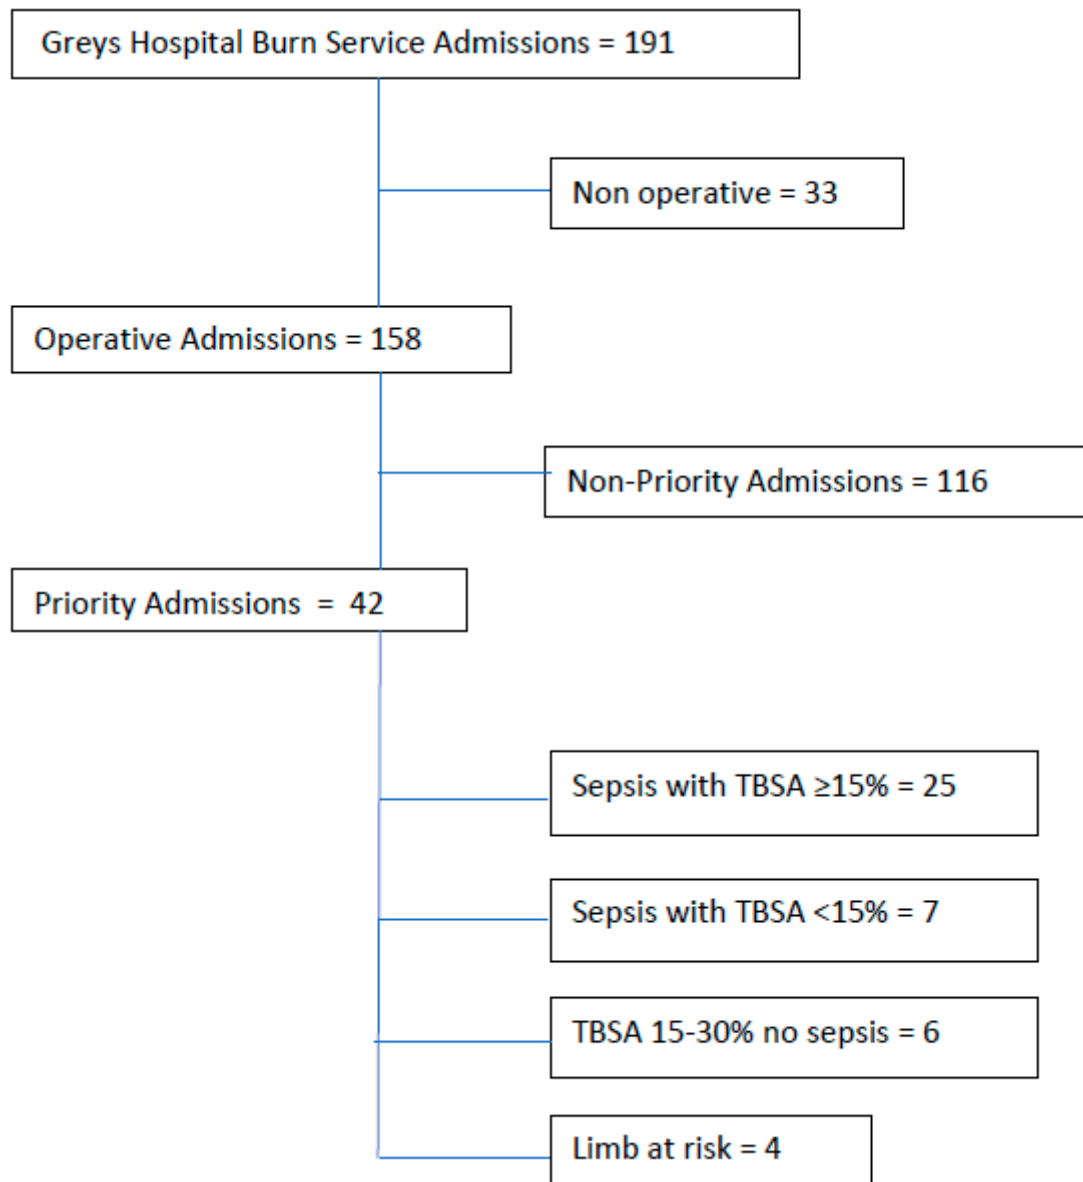 Greys Hospital Burn Service Admissions = 191
Non operative = 33
Operative Admissions = 158
Non-Priority Admissions = 116
Priority Admissions  =  42
Sepsis with TBSA ≥15% = 25
Sepsis with TBSA <15% = 7
TBSA 15-30% no sepsis = 6
Limb at risk = 4